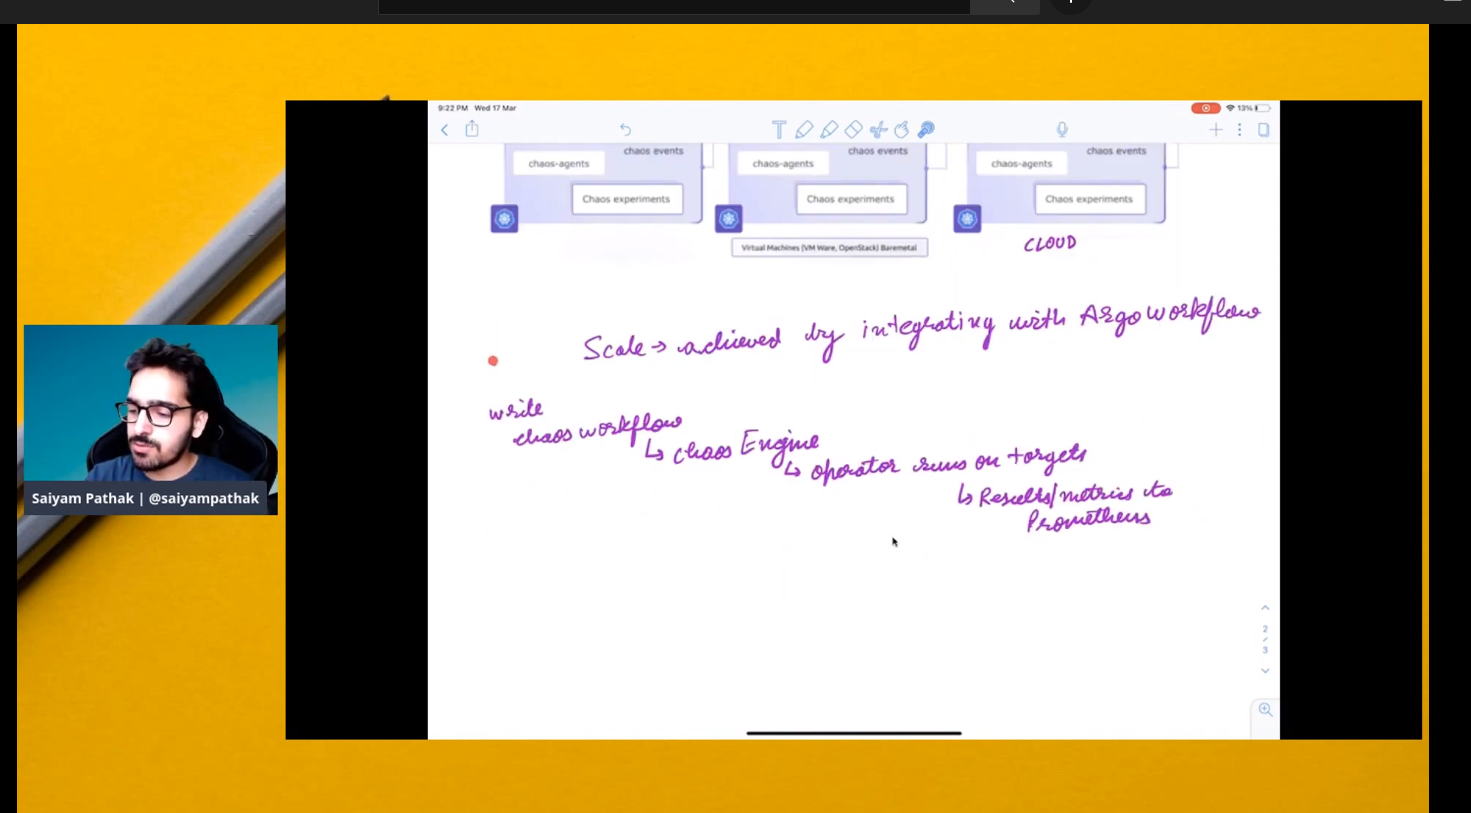 9:22 PM Wed 17 Mar
13%
chaos events
chaos-agents
Chaos experiments
chaos events
chaos-agents
Chaos experiments
chaos events
chaos-agents
Chaos experiments
Virtual Machines (VM Ware, OpenStack) Baremetal
CLOUD
Scale → achieved by integrating with Argo workflow
write
chaos workflow
↳ chaos Engine
↳ operator runs on targets
↳ Results/metrics to
Prometheus
Saiyam Pathak | @saiyampathak
2
/
3